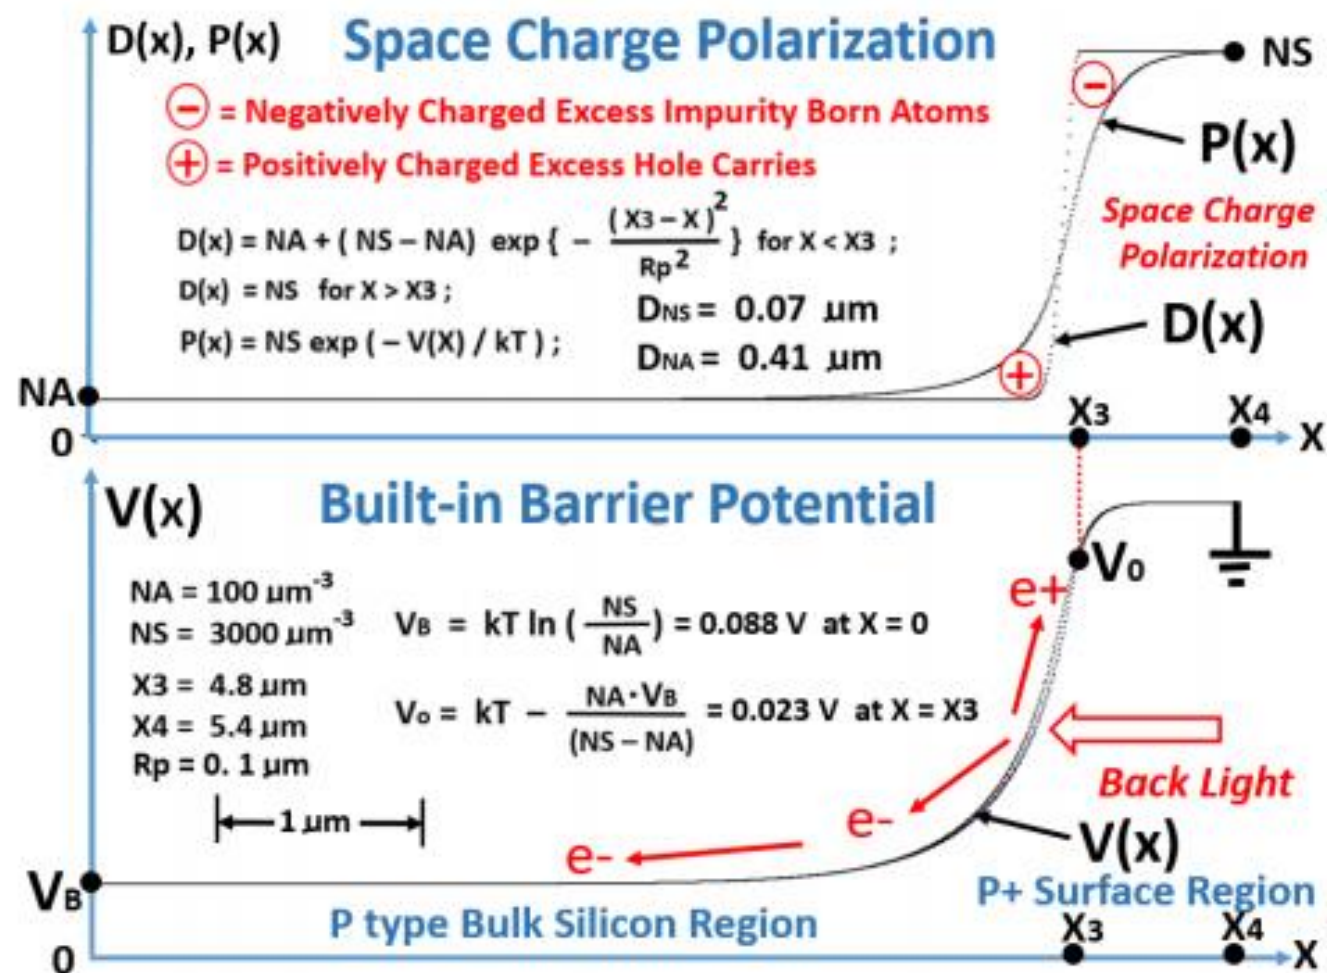 D(x), P(x)
Space Charge Polarization
NS
⊖ = Negatively Charged Excess Impurity Born Atoms
⊕ = Positively Charged Excess Hole Carries
−
P(x)
Space Charge
Polarization
D(x) = NA + ( NS – NA) exp { – (X3 – X)² / Rp² } for X < X3 ;
D(x) = NS for X > X3 ;
P(x) = NS exp ( – V(X) / kT ) ;
DNS = 0.07 µm
DNA = 0.41 µm
D(x)
+
NA
0
X3
X4
X
V(x)
Built-in Barrier Potential
V0
NA = 100 µm⁻³
NS = 3000 µm⁻³
X3 = 4.8 µm
X4 = 5.4 µm
Rp = 0. 1 µm
VB = kT ln ( NS / NA ) = 0.088 V at X = 0
Vo = kT – NA·VB / (NS – NA) = 0.023 V at X = X3
1 µm
e+
e-
e-
Back Light
V(x)
VB
P+ Surface Region
P type Bulk Silicon Region
0
X3
X4
X